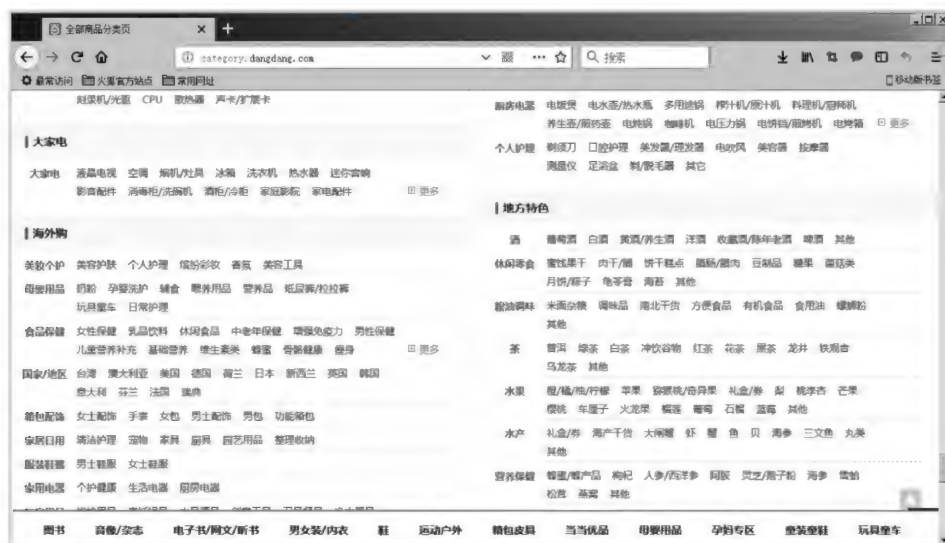 全部商品分类页
category.dangdang.com
搜索
最常访问 火狐官方站点 常用网址
移动版书签
刻录机/光驱 CPU 散热器 声卡/扩展卡
大家电
大家电 液晶电视 空调 烟机/灶具 冰箱 洗衣机 热水器 迷你音响
影音配件 消毒柜/洗碗机 酒柜/冷柜 家庭影院 家电配件 更多
海外购
美妆个护 美容护肤 个人护理 缤纷彩妆 香氛 美容工具
母婴用品 奶粉 孕婴洗护 辅食 喂养用品 营养品 纸尿裤/拉拉裤
玩具童车 日常护理
食品保健 女性保健 乳品饮料 休闲食品 中老年保健 增强免疫力 男性保健
儿童营养补充 基础营养 维生素类 蜂蜜 骨骼健康 瘦身 更多
国家/地区 台湾 澳大利亚 美国 德国 荷兰 日本 新西兰 英国 韩国
意大利 芬兰 法国 瑞典
箱包配饰 女士配饰 手表 女包 男士配饰 男包 功能箱包
家居日用 清洁护理 宠物 家具 厨具 园艺用品 整理收纳
服装鞋靴 男士鞋服 女士鞋服
家用电器 个护健康 生活电器 厨房电器
厨房电器 电饭煲 电水壶/热水瓶 多用途锅 榨汁机/原汁机 料理机/厨师机
养生壶/煎药壶 电炖锅 咖啡机 电压力锅 电饼铛/煎烤机 电烤箱 更多
个人护理 剃须刀 口腔护理 美发器/理发器 电吹风 美容器 按摩器
测量仪 足浴盆 剃/脱毛器 其它
地方特色
酒 葡萄酒 白酒 黄酒/养生酒 洋酒 收藏酒/陈年老酒 啤酒 其他
休闲零食 蜜饯果干 肉干/脯 饼干糕点 腊肠/腊肉 豆制品 糖果 菌菇类
月饼/粽子 龟苓膏 海苔 其他
粮油调味 米面杂粮 调味品 南北干货 方便食品 有机食品 食用油 螺蛳粉
其他
茶 普洱 绿茶 白茶 冲饮谷物 红茶 花茶 黑茶 龙井 铁观音
乌龙茶 其他
水果 橙/橘/柚/柠檬 苹果 猕猴桃/奇异果 礼盒/券 梨 桃李杏 芒果
樱桃 车厘子 火龙果 榴莲 葡萄 石榴 蓝莓 其他
水产 礼盒/券 海产干货 大闸蟹 虾 蟹 鱼 贝 海参 三文鱼 丸类
其他
营养保健 蜂蜜/蜂产品 枸杞 人参/西洋参 阿胶 灵芝/孢子粉 海参 雪蛤
松茸 燕窝 其他
图书 音像/杂志 电子书/网文/听书 男女装/内衣 鞋 运动户外 箱包皮具 当当优品 母婴用品 孕妇专区 童装童鞋 玩具童车